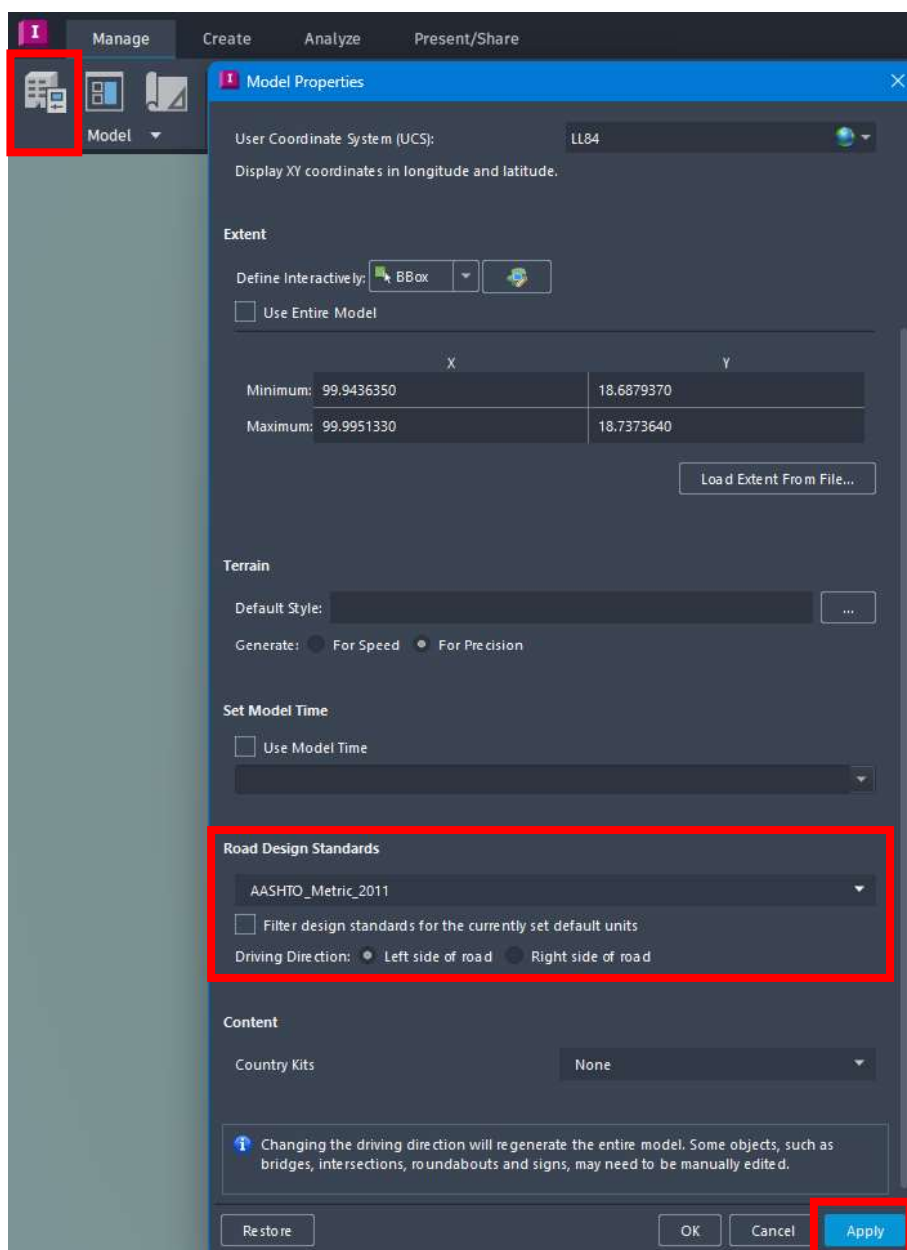 I
Manage Create Analyze Present/Share
Model
I Model Properties
User Coordinate System (UCS): LL84
Display XY coordinates in longitude and latitude.
Extent
Define Interactively: BBox
Use Entire Model
X Y
Minimum: 99.9436350 18.6879370
Maximum: 99.9951330 18.7373640
Load Extent From File...
Terrain
Default Style: ...
Generate: For Speed For Precision
Set Model Time
Use Model Time
Road Design Standards
AASHTO_Metric_2011
Filter design standards for the currently set default units
Driving Direction: Left side of road Right side of road
Content
Country Kits None
Changing the driving direction will regenerate the entire model. Some objects, such as
bridges, intersections, roundabouts and signs, may need to be manually edited.
Restore OK Cancel Apply